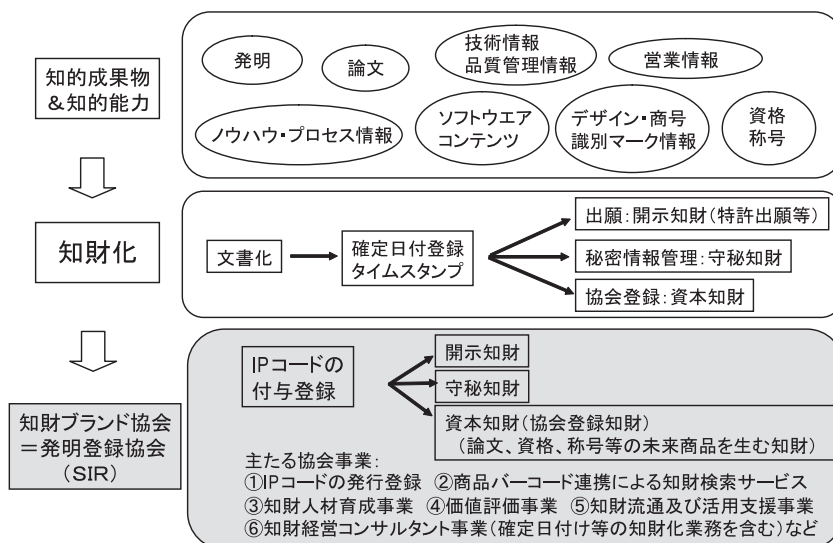 知的成果物
&知的能力
発明
論文
技術情報
品質管理情報
営業情報
ノウハウ・プロセス情報
ソフトウエア
コンテンツ
デザイン・商号
識別マーク情報
資格
称号
知財化
文書化
確定日付登録
タイムスタンプ
出願:開示知財(特許出願等)
秘密情報管理:守秘知財
協会登録:資本知財
知財ブランド協会
=発明登録協会
(SIR)
IPコードの
付与登録
開示知財
守秘知財
資本知財(協会登録知財)
(論文、資格、称号等の未来商品を生む知財)
主たる協会事業:
①IPコードの発行登録 ②商品バーコード連携による知財検索サービス
③知財人材育成事業 ④価値評価事業 ⑤知財流通及び活用支援事業
⑥知財経営コンサルタント事業(確定日付け等の知財化業務を含む)など